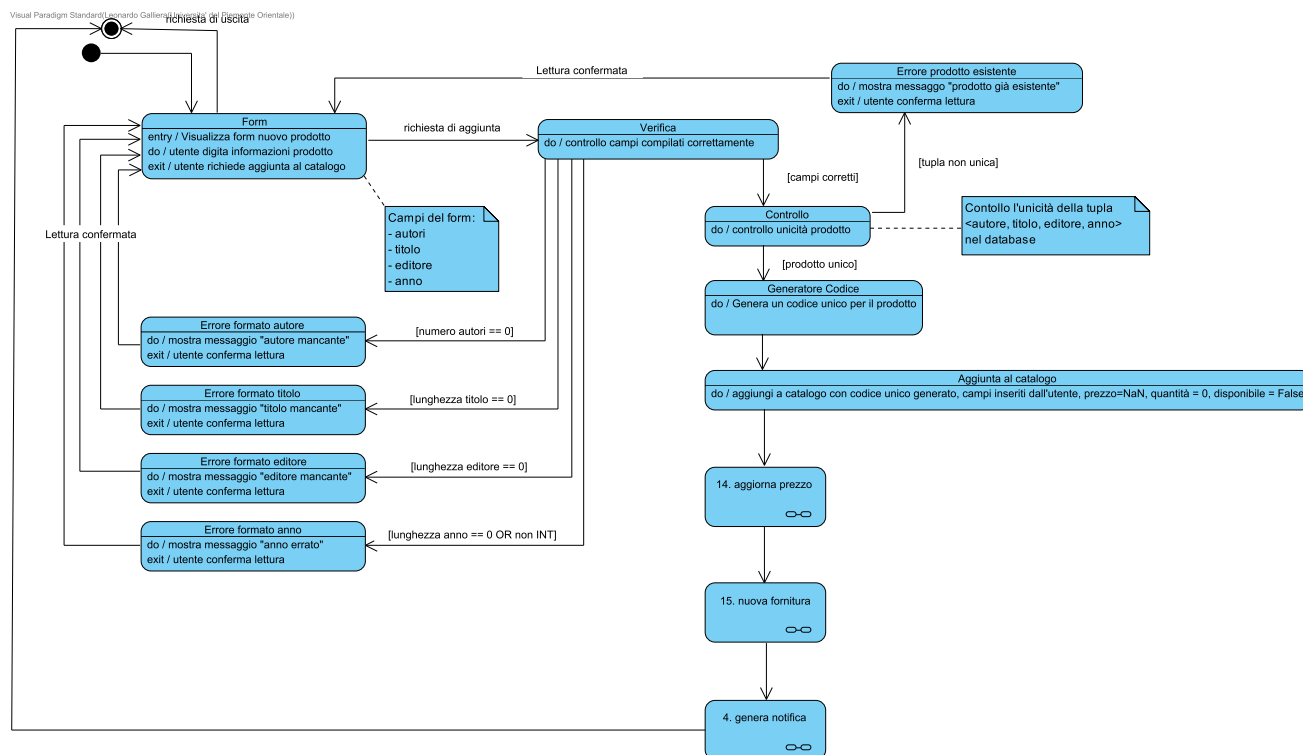 Visual Paradigm Standard(Leonardo Galliera(Universita' del Piemonte Orientale))
richiesta di uscita
Lettura confermata
Errore prodotto esistente
do / mostra messaggo "prodotto già esistente"
exit / utente conferma lettura
Form
entry / Visualizza form nuovo prodotto
do / utente digita informazioni prodotto
exit / utente richiede aggiunta al catalogo
richiesta di aggiunta
Verifica
do / controllo campi compilati correttamente
[tupla non unica]
[campi corretti]
Campi del form:
- autori
- titolo
- editore
- anno
Controllo
do / controllo unicità prodotto
Contollo l'unicità della tupla
<autore, titolo, editore, anno>
nel database
Lettura confermata
[prodotto unico]
Generatore Codice
do / Genera un codice unico per il prodotto
Errore formato autore
do / mostra messaggio "autore mancante"
exit / utente conferma lettura
[numero autori == 0]
Aggiunta al catalogo
do / aggiungi a catalogo con codice unico generato, campi inseriti dall'utente, prezzo=NaN, quantità = 0, disponibile = False
Errore formato titolo
do / mostra messaggio "titolo mancante"
exit / utente conferma lettura
[lunghezza titolo == 0]
Errore formato editore
do / mostra messaggio "editore mancante"
exit / utente conferma lettura
[lunghezza editore == 0]
14. aggiorna prezzo
Errore formato anno
do / mostra messaggio "anno errato"
exit / utente conferma lettura
[lunghezza anno == 0 OR non INT]
15. nuova fornitura
4. genera notifica